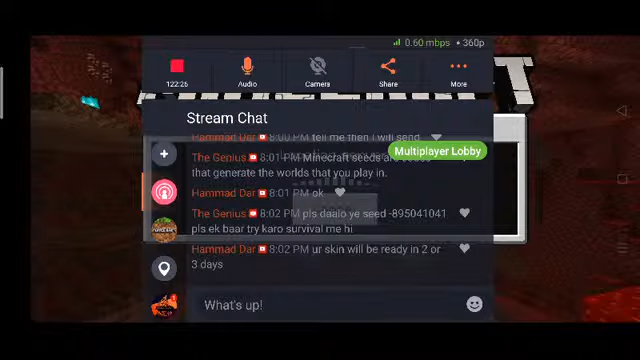 0.60 mbps • 360p
122:26
Audio
Camera
Share
More
Stream Chat
Hammad Dar 8:00 PM tell me then I will send
Multiplayer Lobby
The Genius 8:01 PM Minecraft seeds are
that generate the worlds that you play in.
Hammad Dar 8:01 PM ok
The Genius 8:02 PM pls daalo ye seed -895041041
pls ek baar try karo survival me hi
Hammad Dar 8:02 PM ur skin will be ready in 2 or
3 days
What's up!